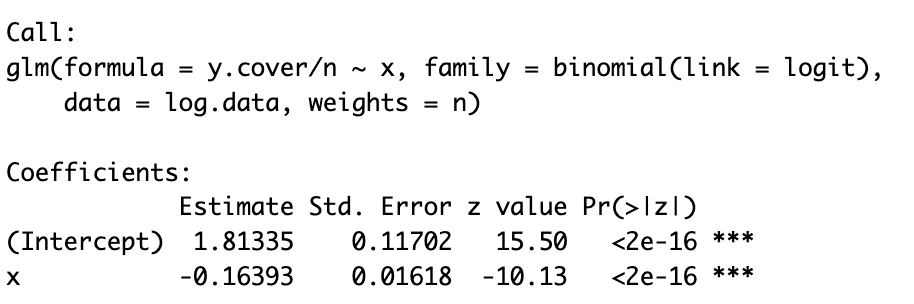 Call:
glm(formula = y.cover/n ~ x, family = binomial(link = logit),
    data = log.data, weights = n)

Coefficients:
            Estimate Std. Error z value Pr(>|z|)
(Intercept)  1.81335    0.11702   15.50   <2e-16 ***
x           -0.16393    0.01618  -10.13   <2e-16 ***